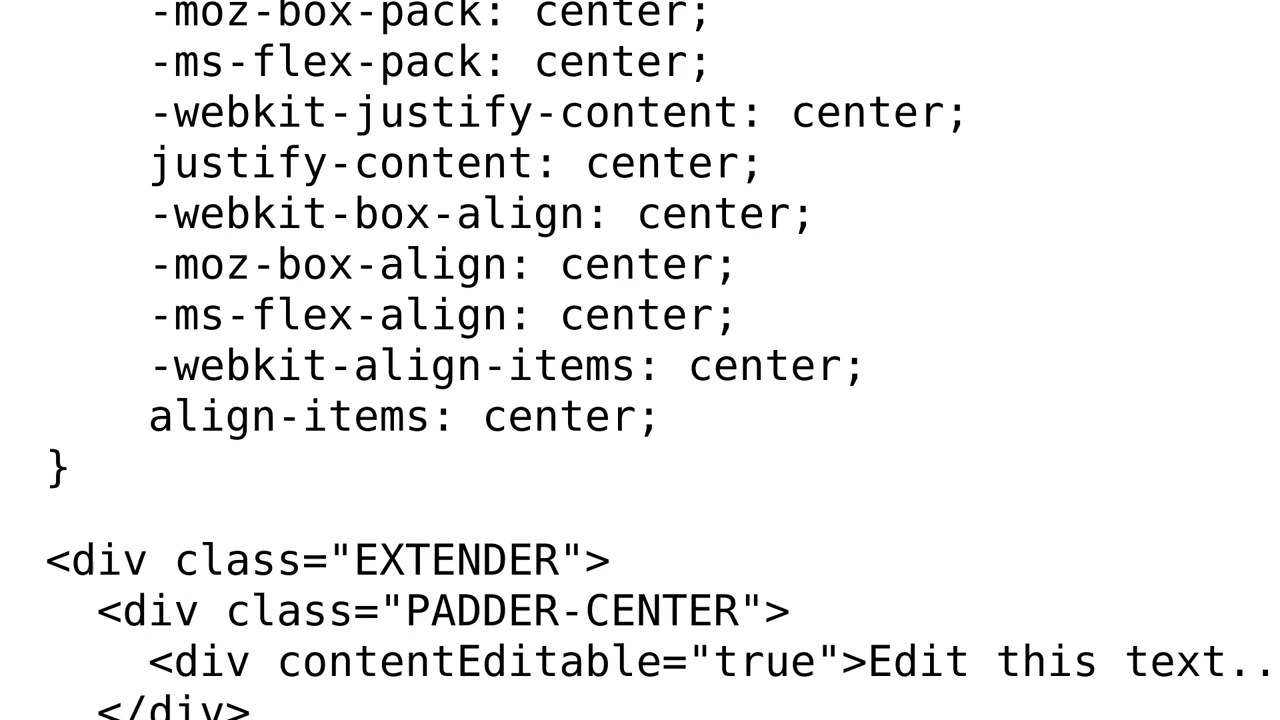 -moz-box-pack: center;
-ms-flex-pack: center;
-webkit-justify-content: center;
justify-content: center;
-webkit-box-align: center;
-moz-box-align: center;
-ms-flex-align: center;
-webkit-align-items: center;
align-items: center;
}
<div class="EXTENDER">
<div class="PADDER-CENTER">
<div contentEditable="true">Edit this text..
</div>